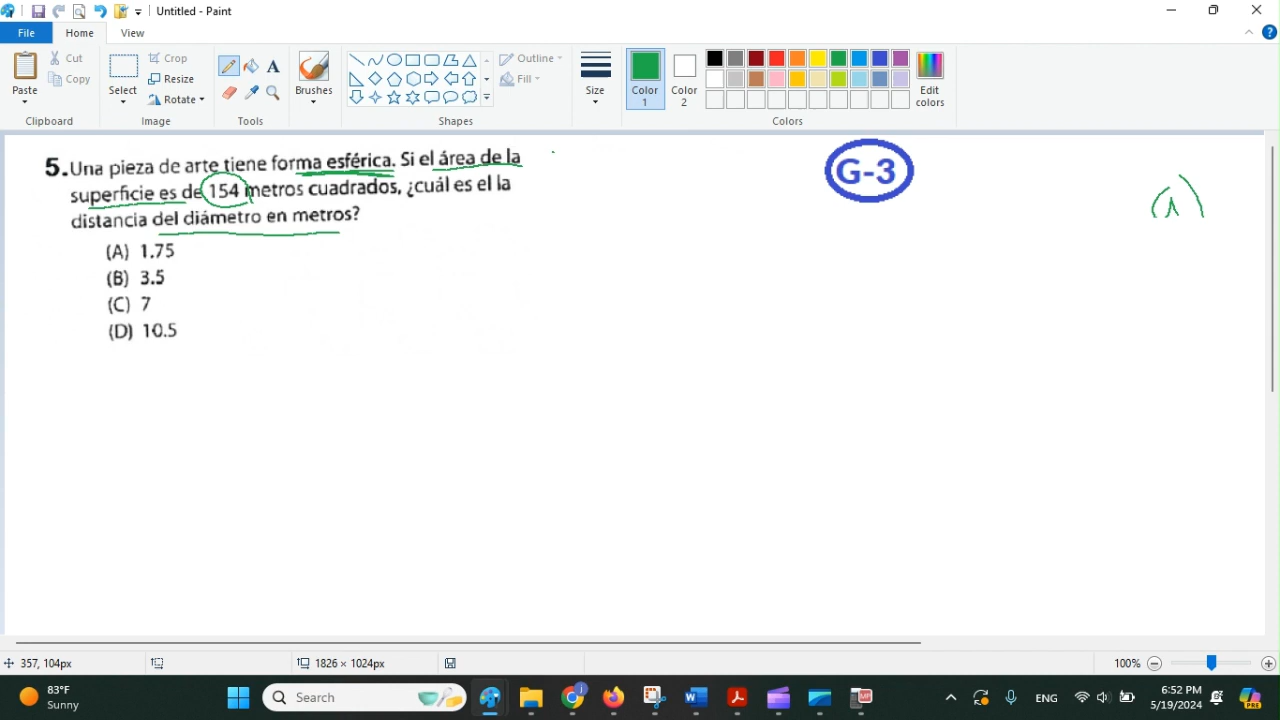 Untitled - Paint
File Home View
Paste
Cut
Copy
Clipboard
Select
Crop
Resize
Rotate
Image
Tools
Brushes
Shapes
Outline
Fill
Size
Color 1
Color 2
Colors
Edit colors
5. Una pieza de arte tiene forma esférica. Si el área de la
superficie es de 154 metros cuadrados, ¿cuál es el la
distancia del diámetro en metros?
(A) 1.75
(B) 3.5
(C) 7
(D) 10.5
G-3
a)
357, 104px
1826 × 1024px
100%
83°F
Sunny
Search
ENG
6:52 PM
5/19/2024